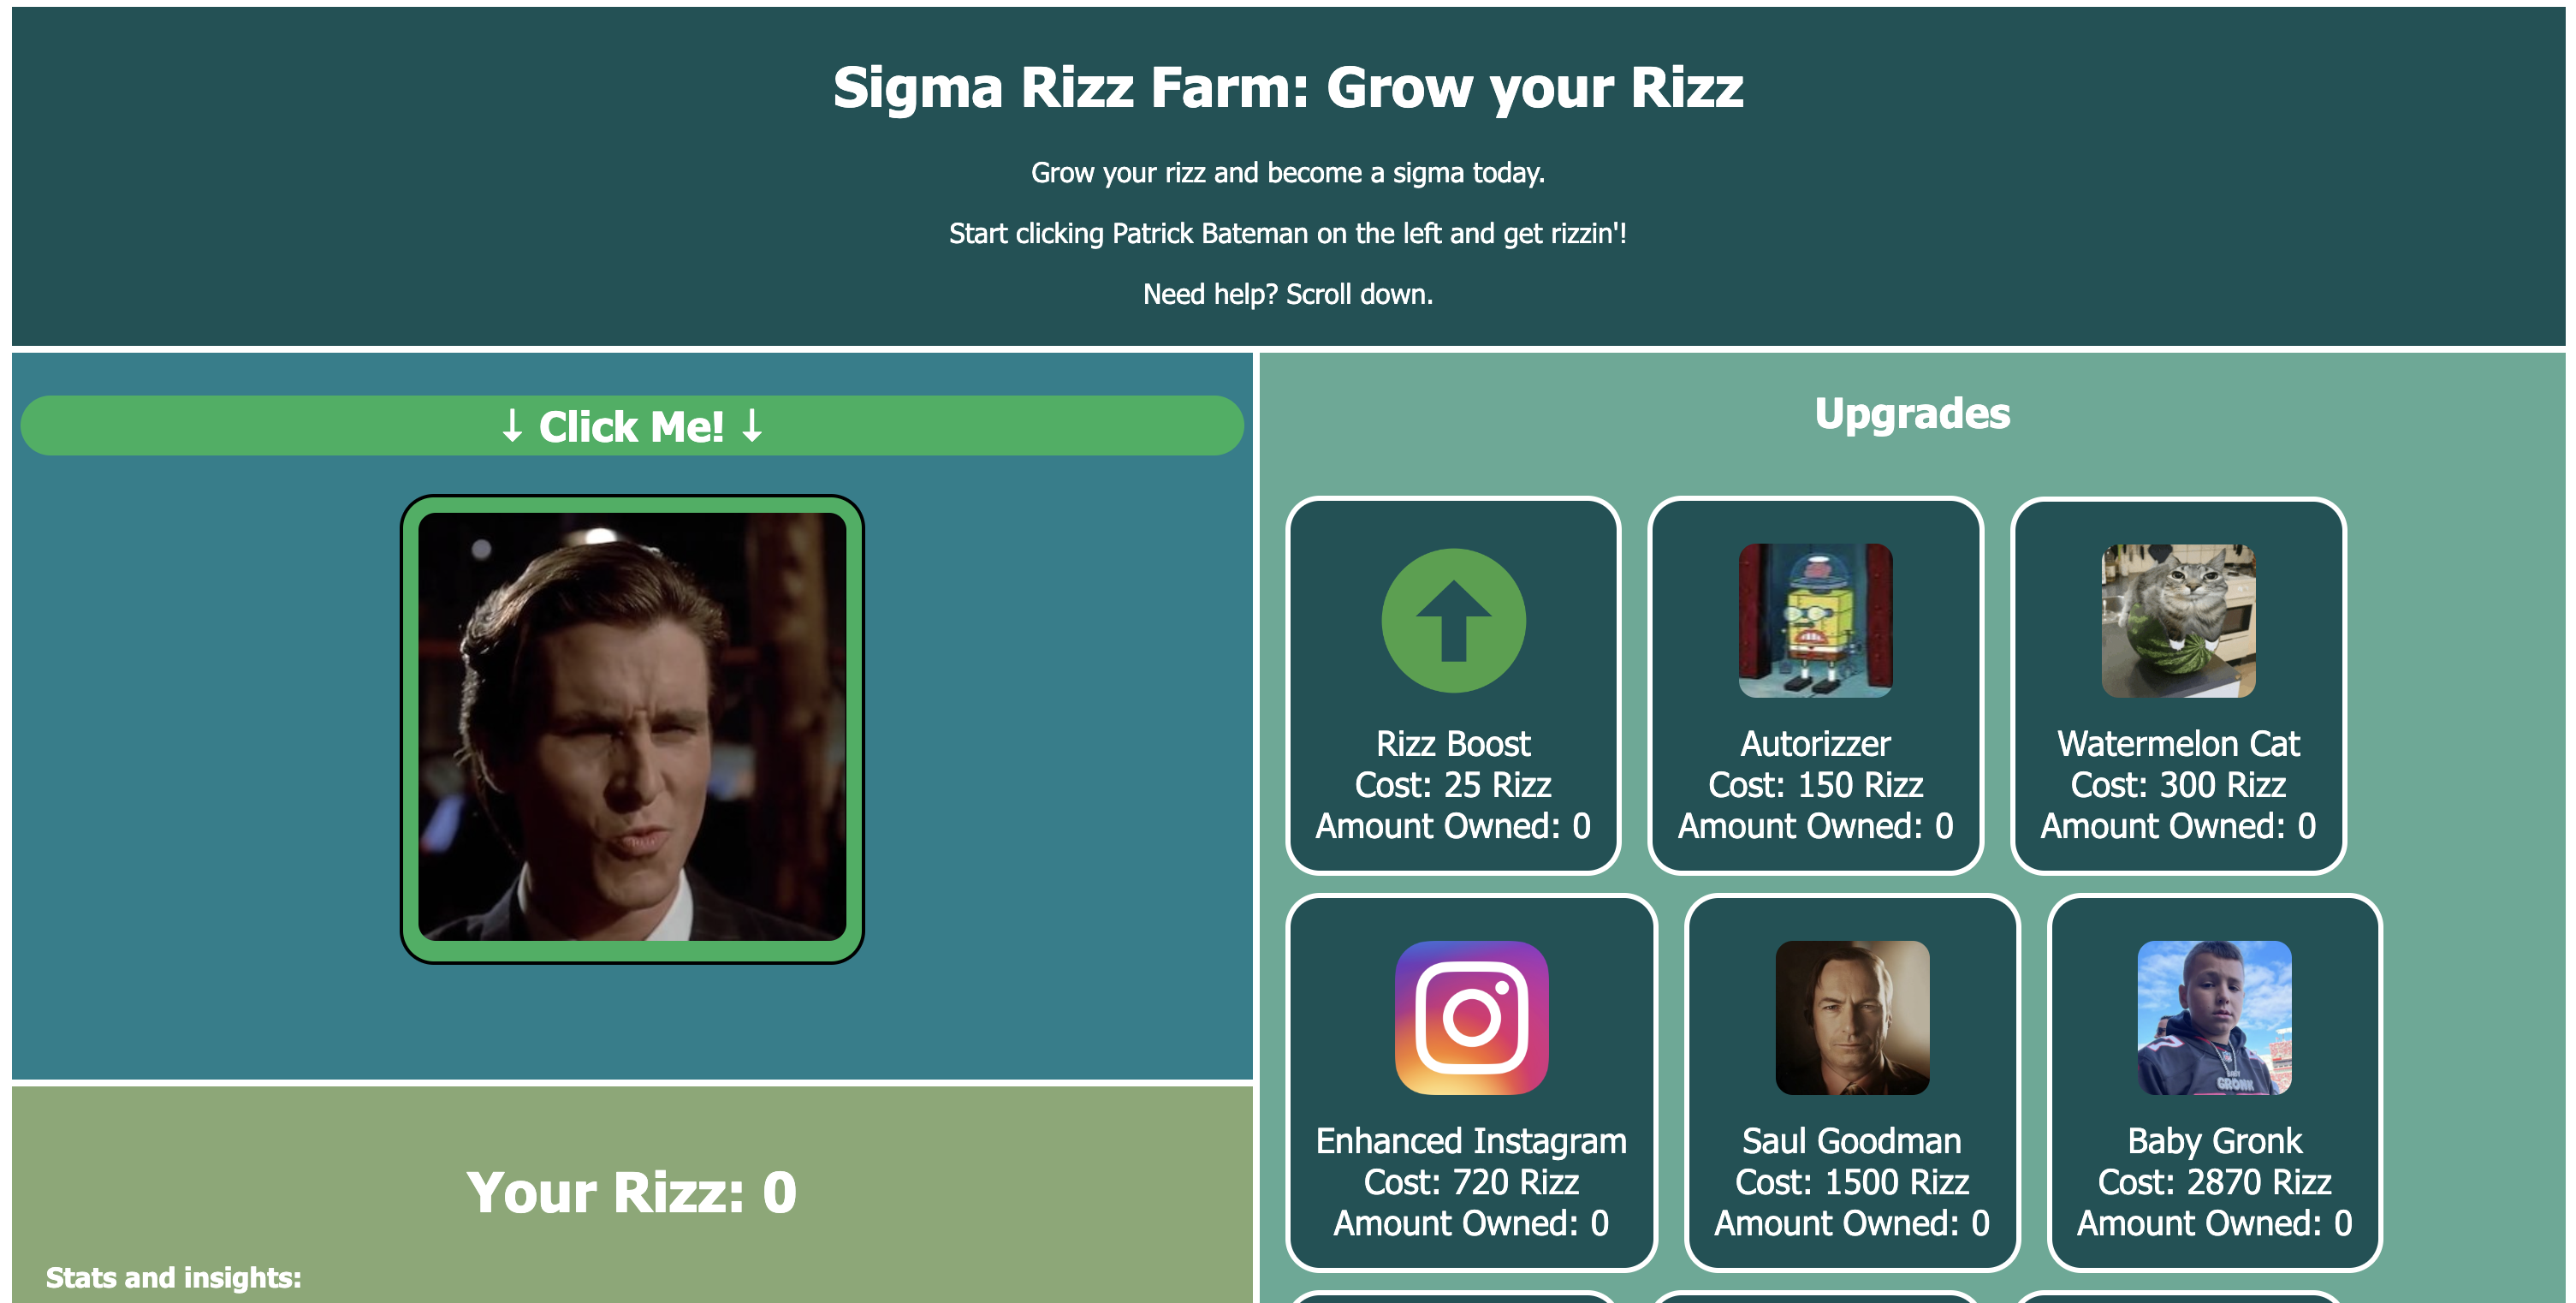 Sigma Rizz Farm: Grow your Rizz
Grow your rizz and become a sigma today.
Start clicking Patrick Bateman on the left and get rizzin'!
Need help? Scroll down.
↓ Click Me! ↓
Your Rizz: 0
Stats and insights:
Upgrades
Rizz Boost
Cost: 25 Rizz
Amount Owned: 0
Autorizzer
Cost: 150 Rizz
Amount Owned: 0
Watermelon Cat
Cost: 300 Rizz
Amount Owned: 0
Enhanced Instagram
Cost: 720 Rizz
Amount Owned: 0
Saul Goodman
Cost: 1500 Rizz
Amount Owned: 0
BABY
GRONK
Baby Gronk
Cost: 2870 Rizz
Amount Owned: 0